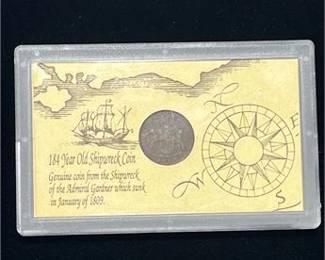 E
W
S
184 Year Old Shipwreck Coin
Genuine coin from the Shipwreck
of the Admiral Gardner which sunk
in January of 1809.